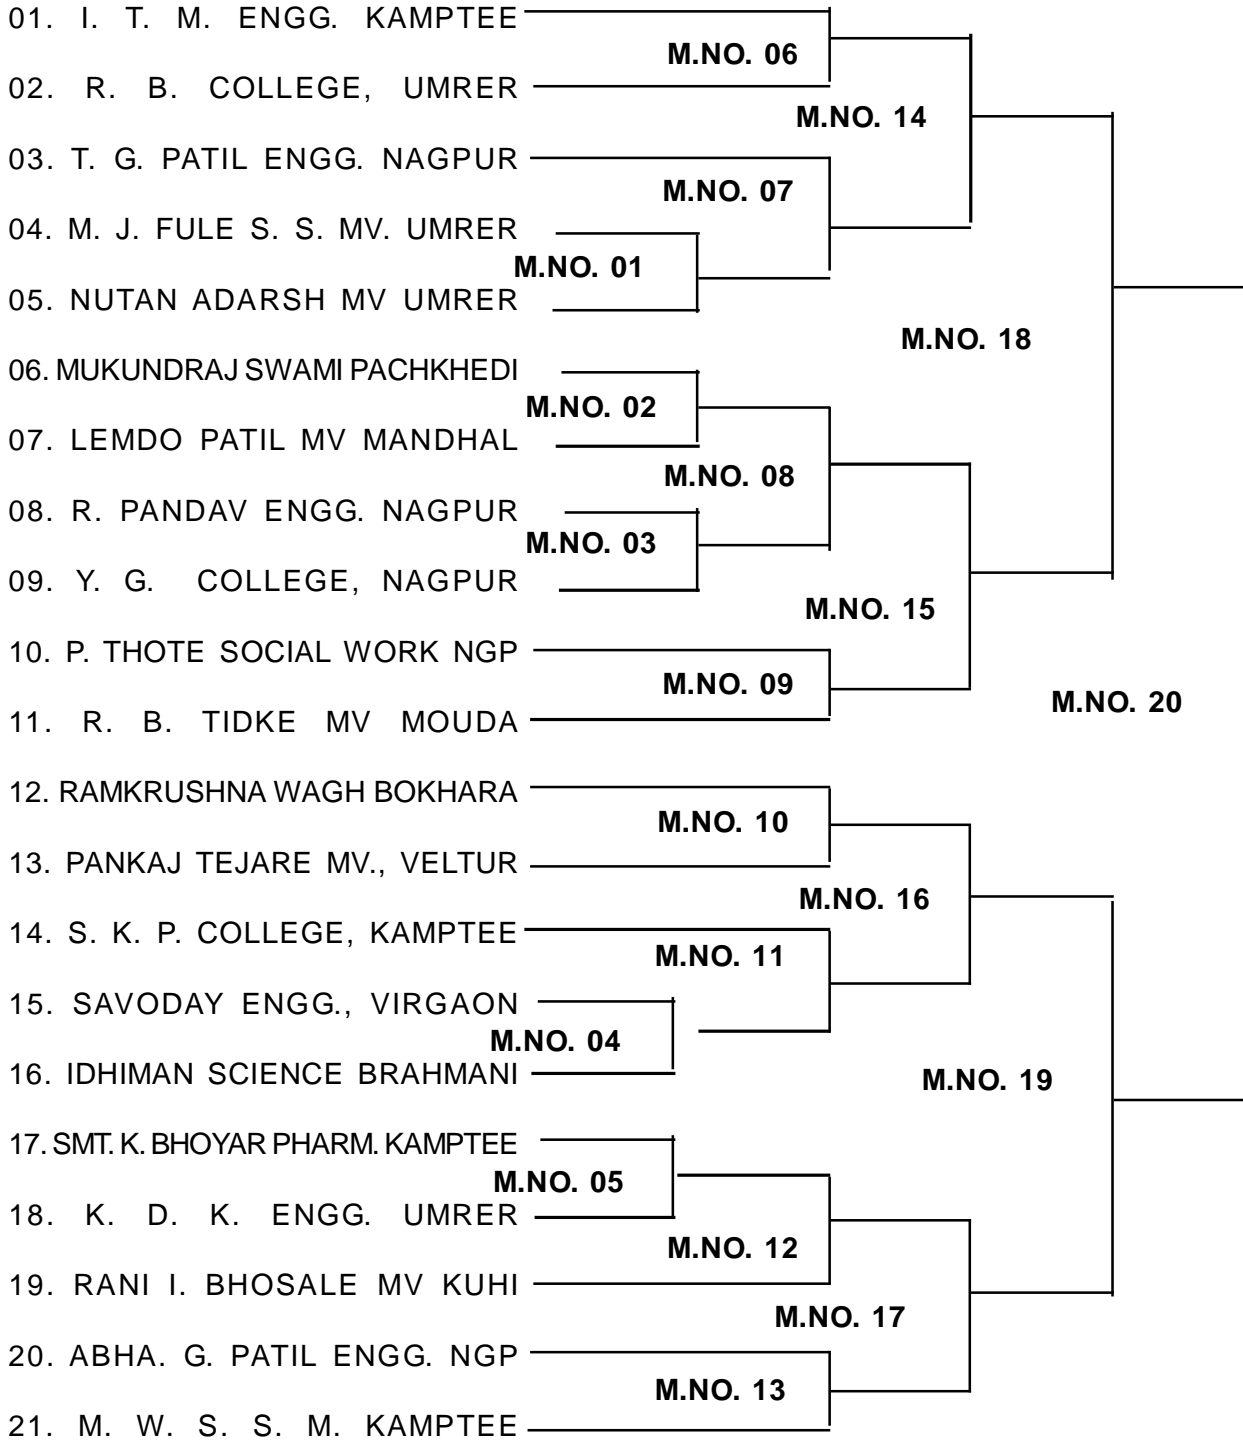 01. I. T. M. ENGG. KAMPTEE
M.NO. 06
02. R. B. COLLEGE, UMRER
M.NO. 14
03. T. G. PATIL ENGG. NAGPUR
M.NO. 07
04. M. J. FULE S. S. MV. UMRER
M.NO. 01
05. NUTAN ADARSH MV UMRER
M.NO. 18
06. MUKUNDRAJ SWAMI PACHKHEDI
M.NO. 02
07. LEMDO PATIL MV MANDHAL
M.NO. 08
08. R. PANDAV ENGG. NAGPUR
M.NO. 03
09. Y. G. COLLEGE, NAGPUR
M.NO. 15
10. P. THOTE SOCIAL WORK NGP
M.NO. 09
M.NO. 20
11. R. B. TIDKE MV MOUDA
12. RAMKRUSHNA WAGH BOKHARA
M.NO. 10
13. PANKAJ TEJARE MV., VELTUR
M.NO. 16
14. S. K. P. COLLEGE, KAMPTEE
M.NO. 11
15. SAVODAY ENGG., VIRGAON
M.NO. 04
16. IDHIMAN SCIENCE BRAHMANI
M.NO. 19
17. SMT. K. BHOYAR PHARM. KAMPTEE
M.NO. 05
18. K. D. K. ENGG. UMRER
M.NO. 12
19. RANI I. BHOSALE MV KUHI
M.NO. 17
20. ABHA. G. PATIL ENGG. NGP
M.NO. 13
21. M. W. S. S. M. KAMPTEE